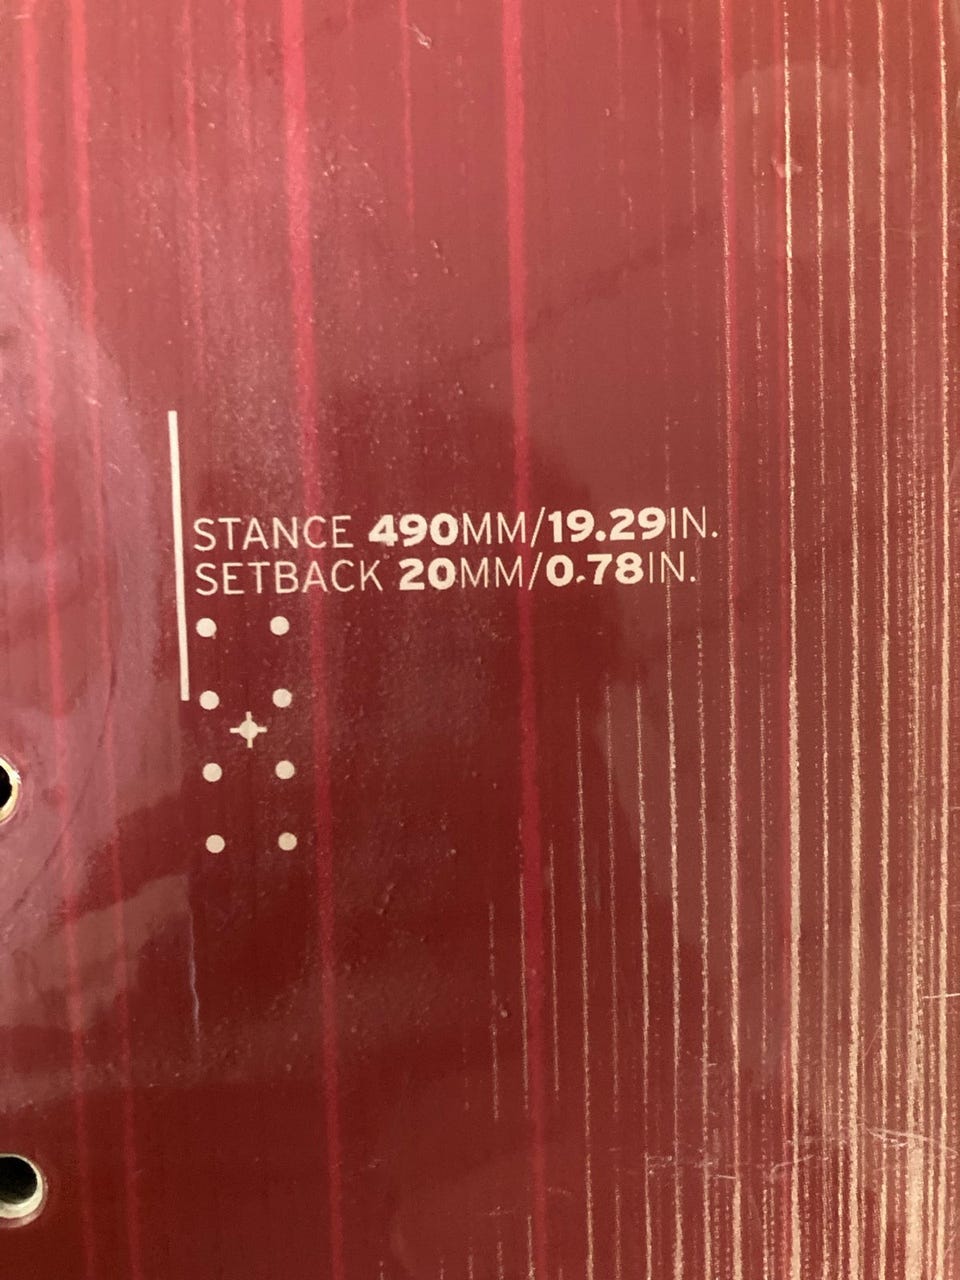 STANCE 490MM/19.29IN.
SETBACK 20MM/0.78IN.